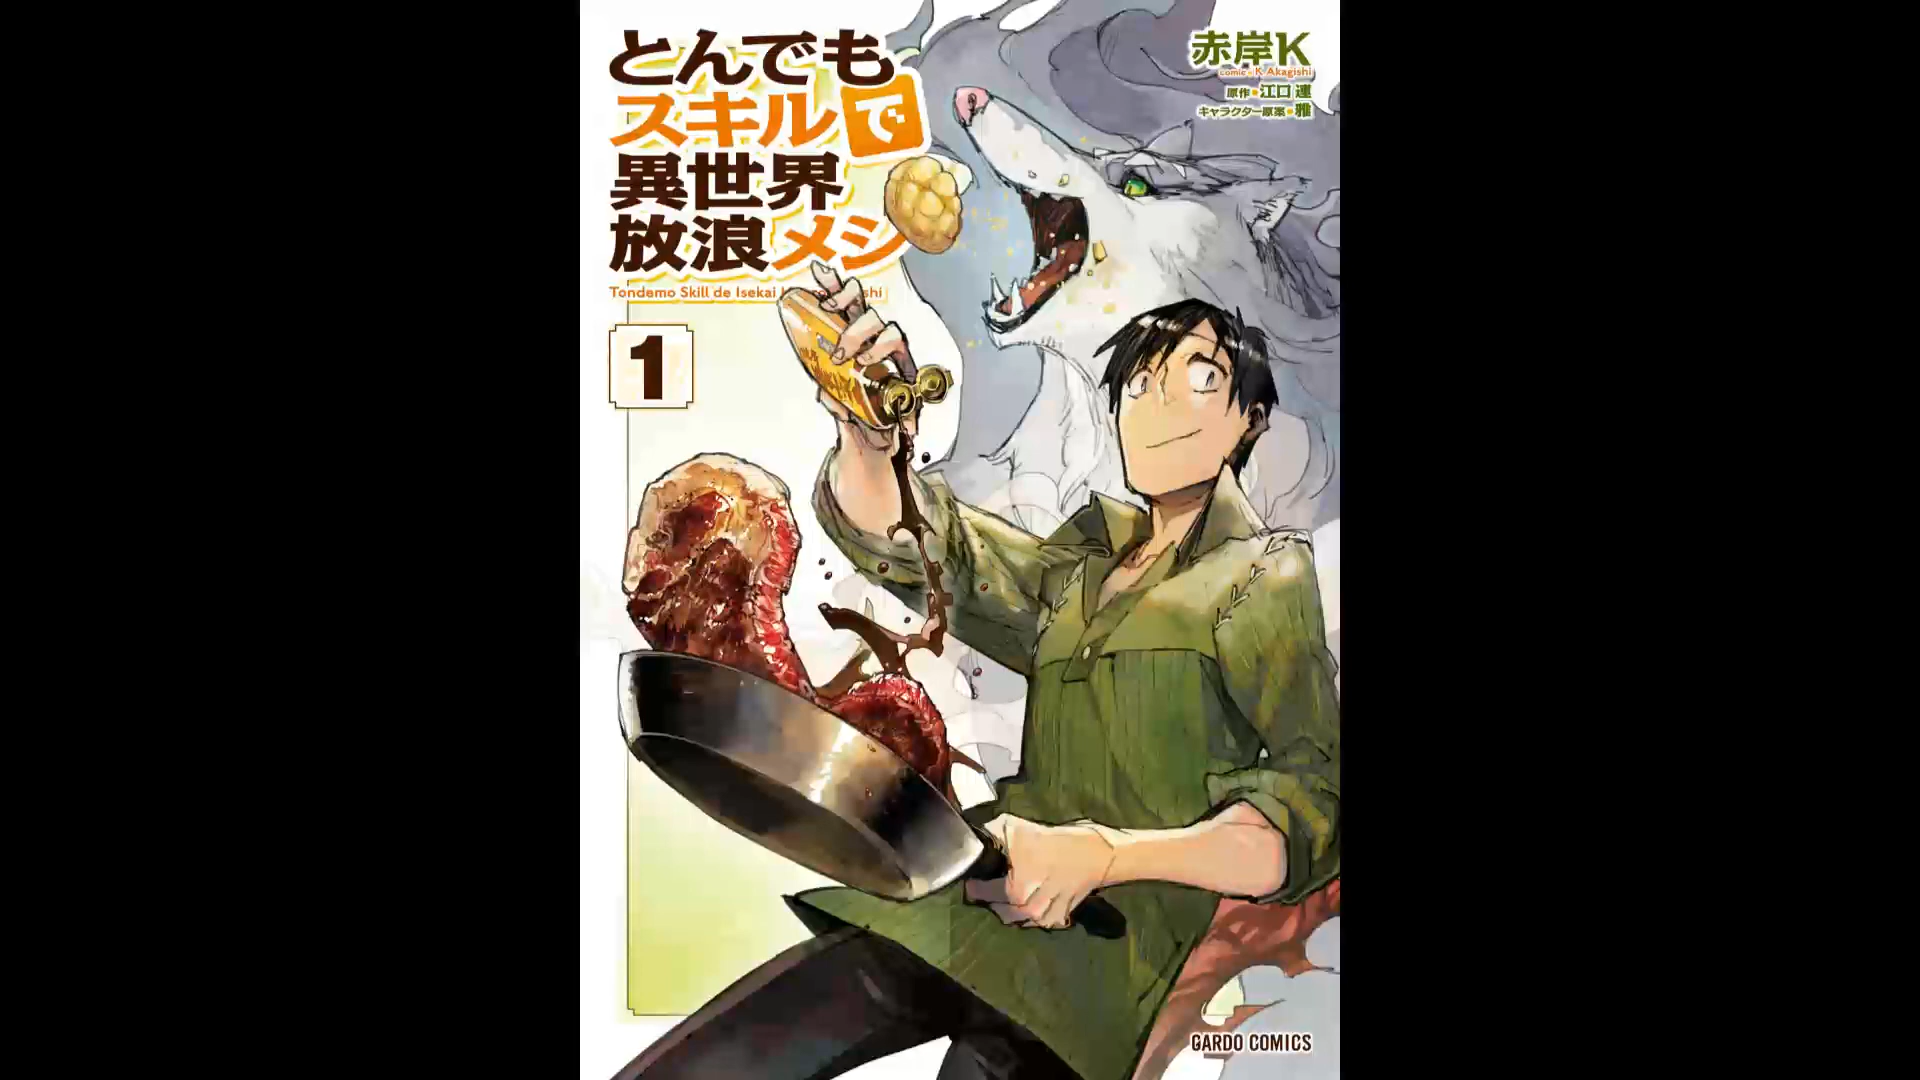 とんでも
スキルで
異世界
放浪メシ
Tondemo Skill de Isekai
1
赤岸K
comic●K Akagishi
原作●江口 連
キャラクター原案●雅
GARDO COMICS